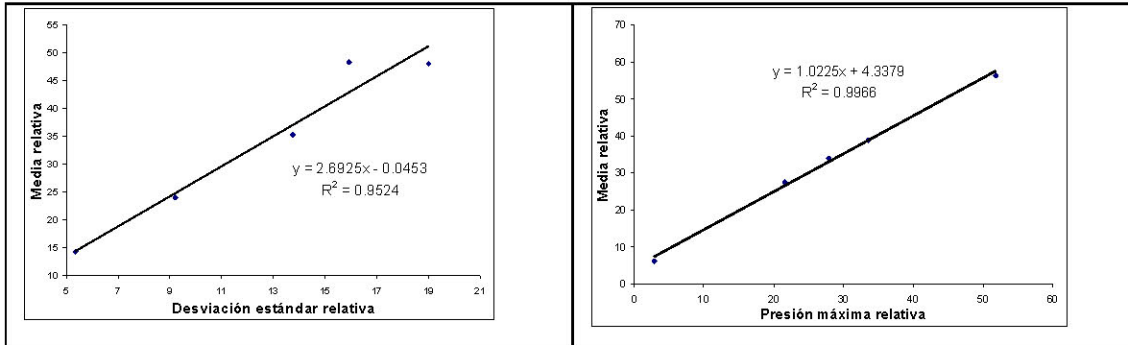 Media relativa
55
50
45
40
35
30
25
20
15
10
y = 2.6925x - 0.0453
R² = 0.9524
5 7 9 11 13 15 17 19 21
Desviación estándar relativa
Media relativa
70
60
50
40
30
20
10
0
y = 1.0225x + 4.3379
R² = 0.9966
0 10 20 30 40 50 60
Presión máxima relativa